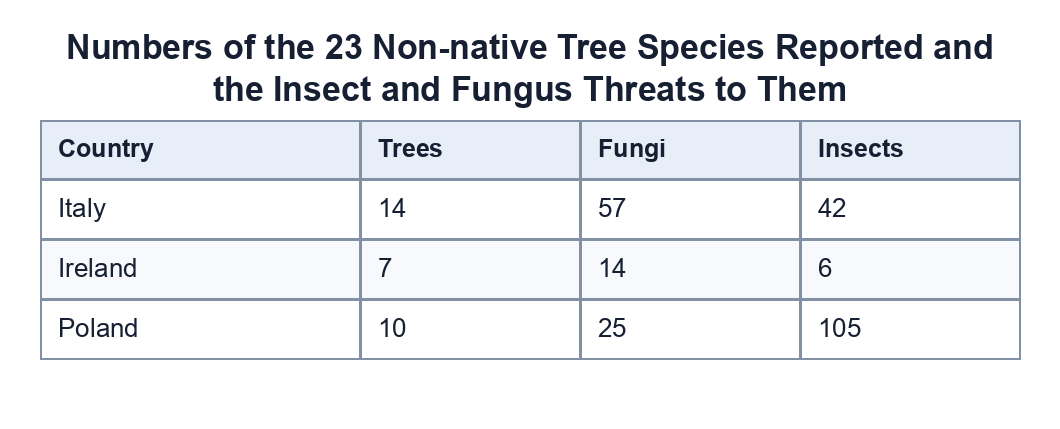 Numbers of the 23 Non-native Tree Species Reported and
the Insect and Fungus Threats to Them
Country Trees Fungi Insects
Italy 14 57 42
Ireland 7 14 6
Poland 10 25 105